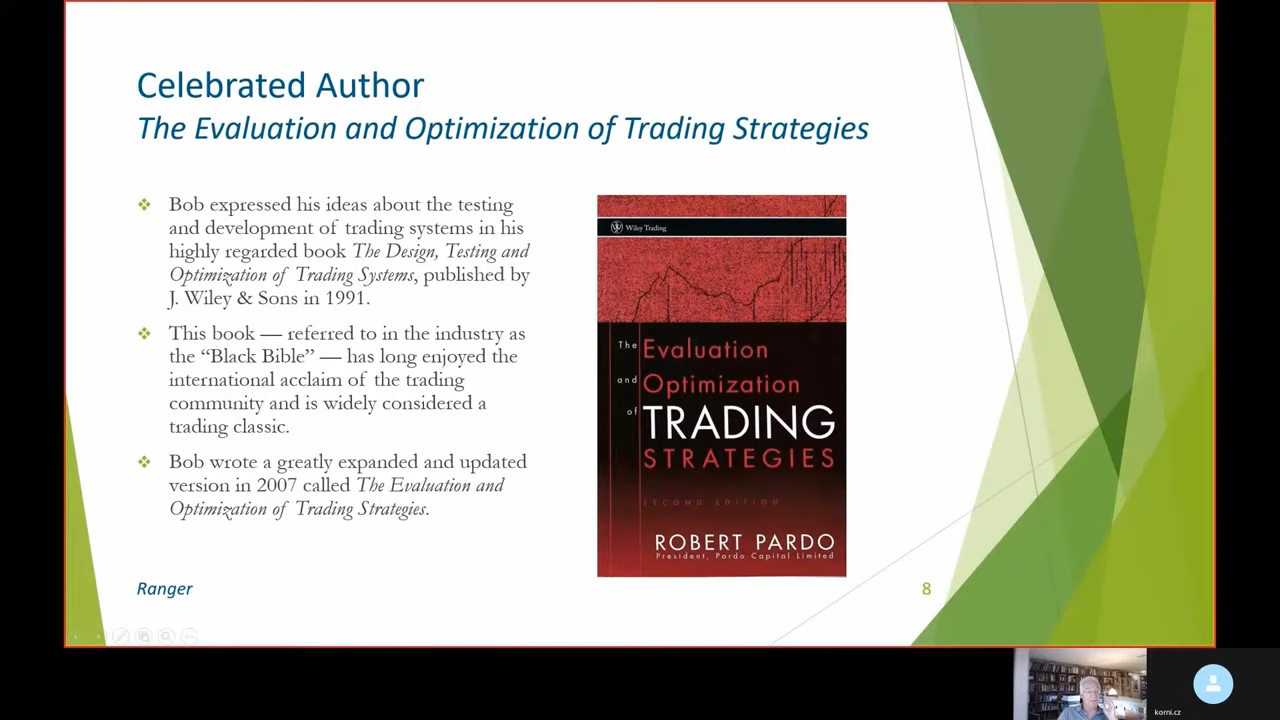 Celebrated Author
The Evaluation and Optimization of Trading Strategies
❖ Bob expressed his ideas about the testing
and development of trading systems in his
highly regarded book The Design, Testing and
Optimization of Trading Systems, published by
J. Wiley & Sons in 1991.
❖ This book — referred to in the industry as
the “Black Bible” — has long enjoyed the
international acclaim of the trading
community and is widely considered a
trading classic.
❖ Bob wrote a greatly expanded and updated
version in 2007 called The Evaluation and
Optimization of Trading Strategies.
Wiley Trading
The Evaluation
and Optimization
of TRADING
STRATEGIES
SECOND EDITION
ROBERT PARDO
President, Pardo Capital Limited
Ranger
8
korni.cz